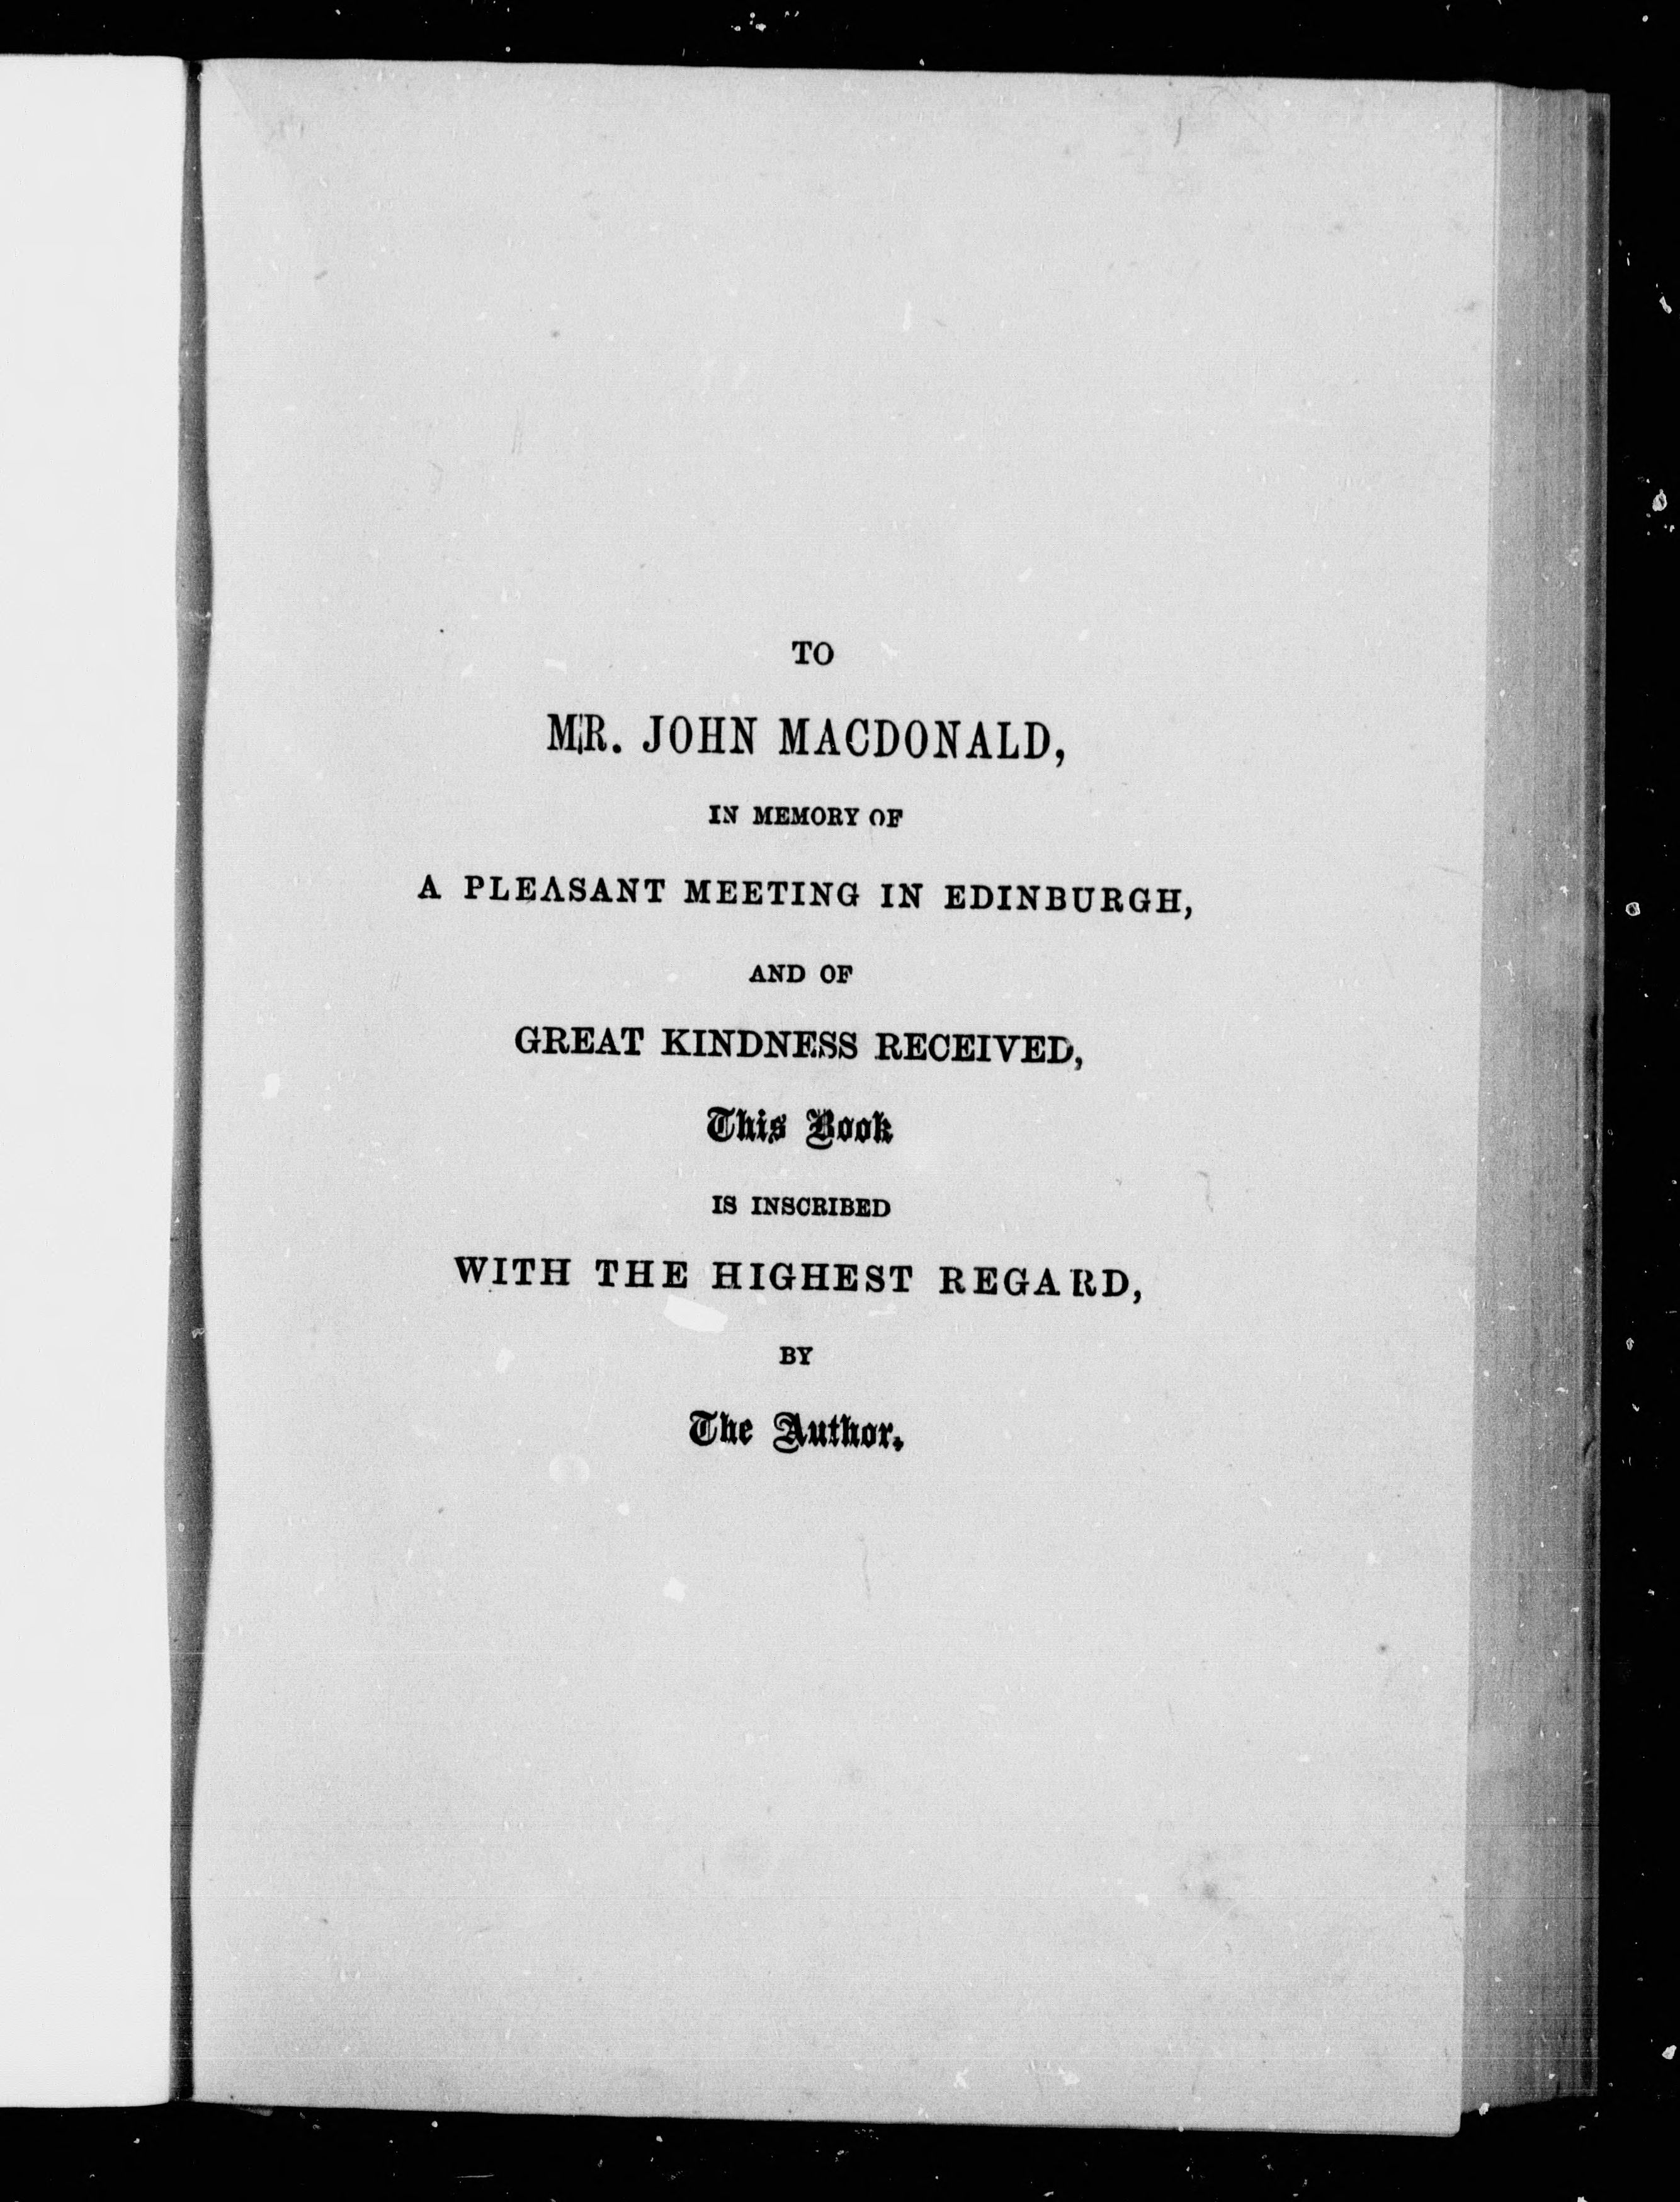 TO
MR. JOHN MACDONALD,
IN MEMORY OF
A PLEASANT MEETING IN EDINBURGH,
AND OF
GREAT KINDNESS RECEIVED,
This Book
IS INSCRIBED
WITH THE HIGHEST REGARD,
BY
The Author.